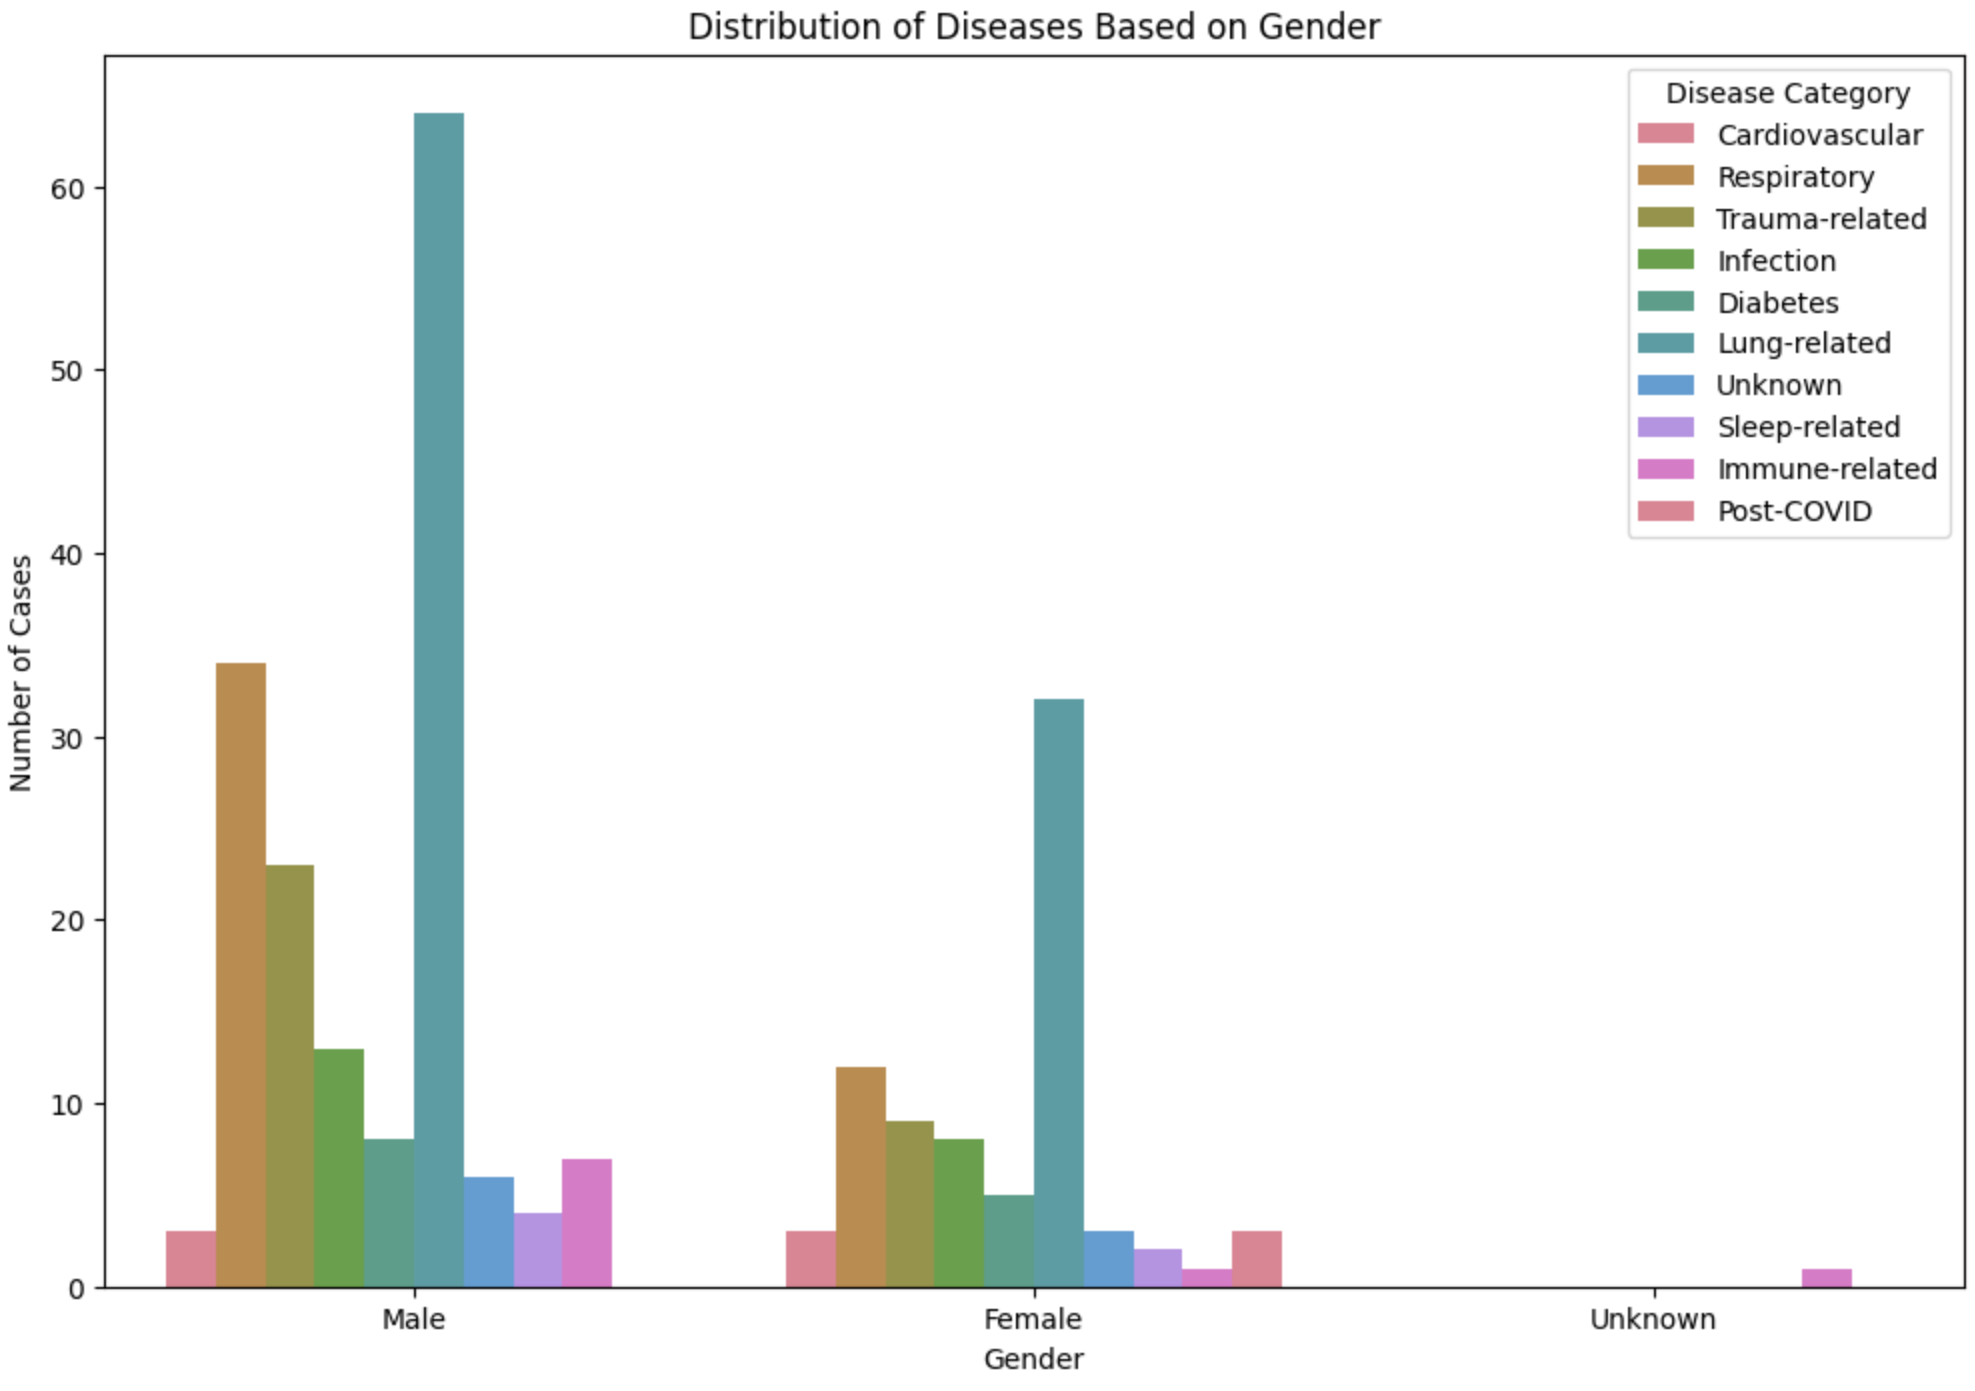 Distribution of Diseases Based on Gender
Disease Category
Cardiovascular
Respiratory
Trauma-related
Infection
Diabetes
Lung-related
Unknown
Sleep-related
Immune-related
Post-COVID
Number of Cases
60
50
40
30
20
10
0
Male Female Unknown
Gender